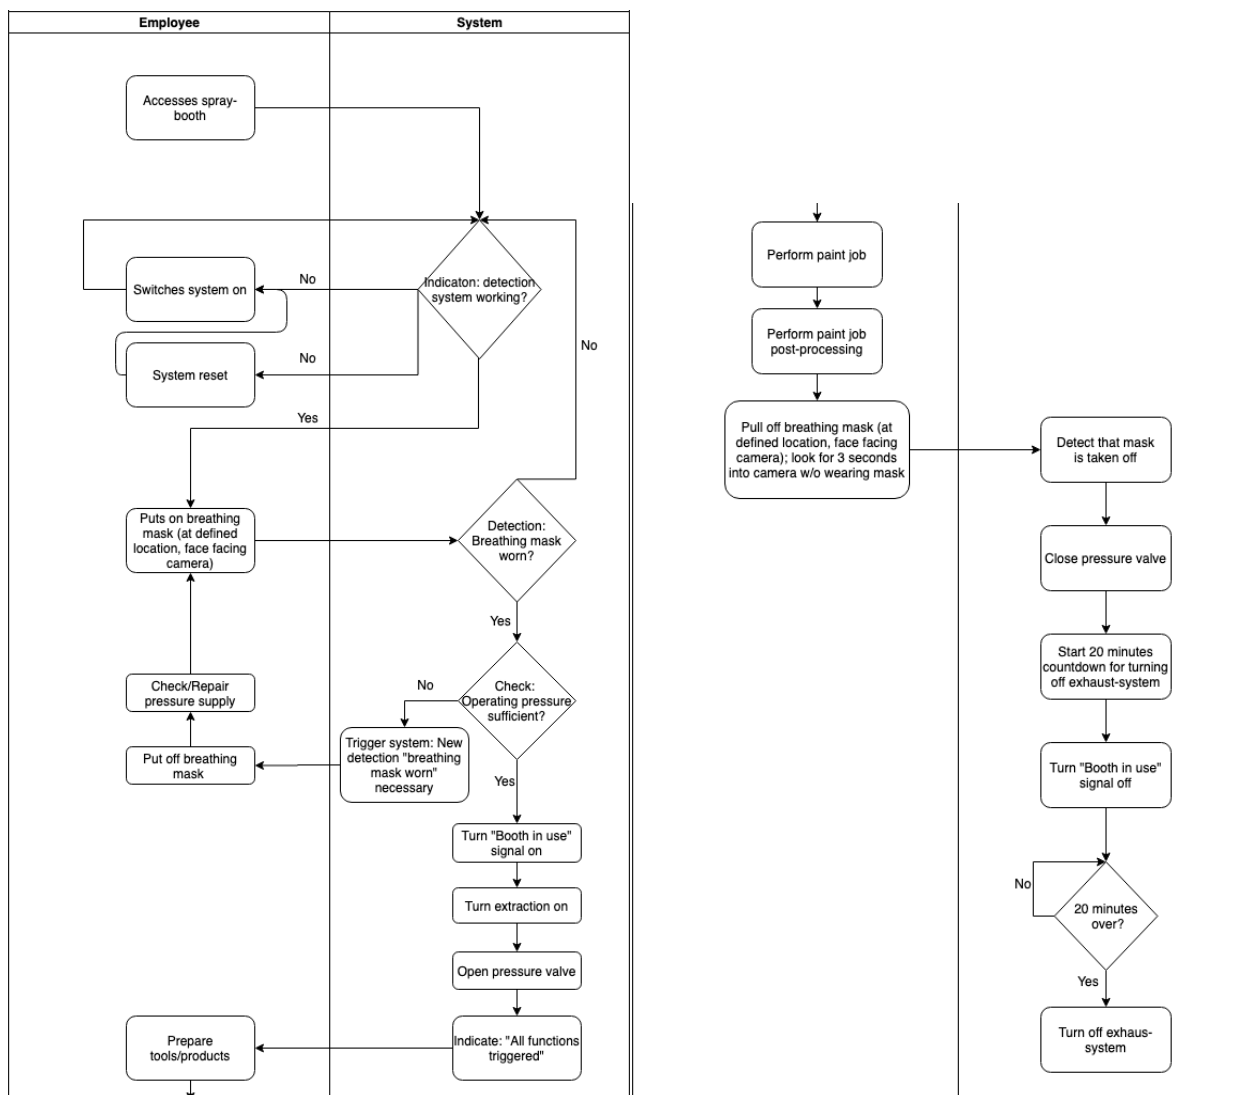 Employee
System
Accesses spray-
booth
Indicaton: detection
system working?
No
Switches system on
No
System reset
No
Yes
Puts on breathing
mask (at defined
location, face facing
camera)
Detection:
Breathing mask
worn?
Yes
Check:
Operating pressure
sufficient?
No
Check/Repair
pressure supply
Trigger system: New
detection "breathing
mask worn"
necessary
Put off breathing
mask
Yes
Turn "Booth in use"
signal on
Turn extraction on
Open pressure valve
Indicate: "All functions
triggered"
Prepare
tools/products
Perform paint job
Perform paint job
post-processing
Pull off breathing mask (at
defined location, face facing
camera); look for 3 seconds
into camera w/o wearing mask
Detect that mask
is taken off
Close pressure valve
Start 20 minutes
countdown for turning
off exhaust-system
Turn "Booth in use"
signal off
No
20 minutes
over?
Yes
Turn off exhaus-
system